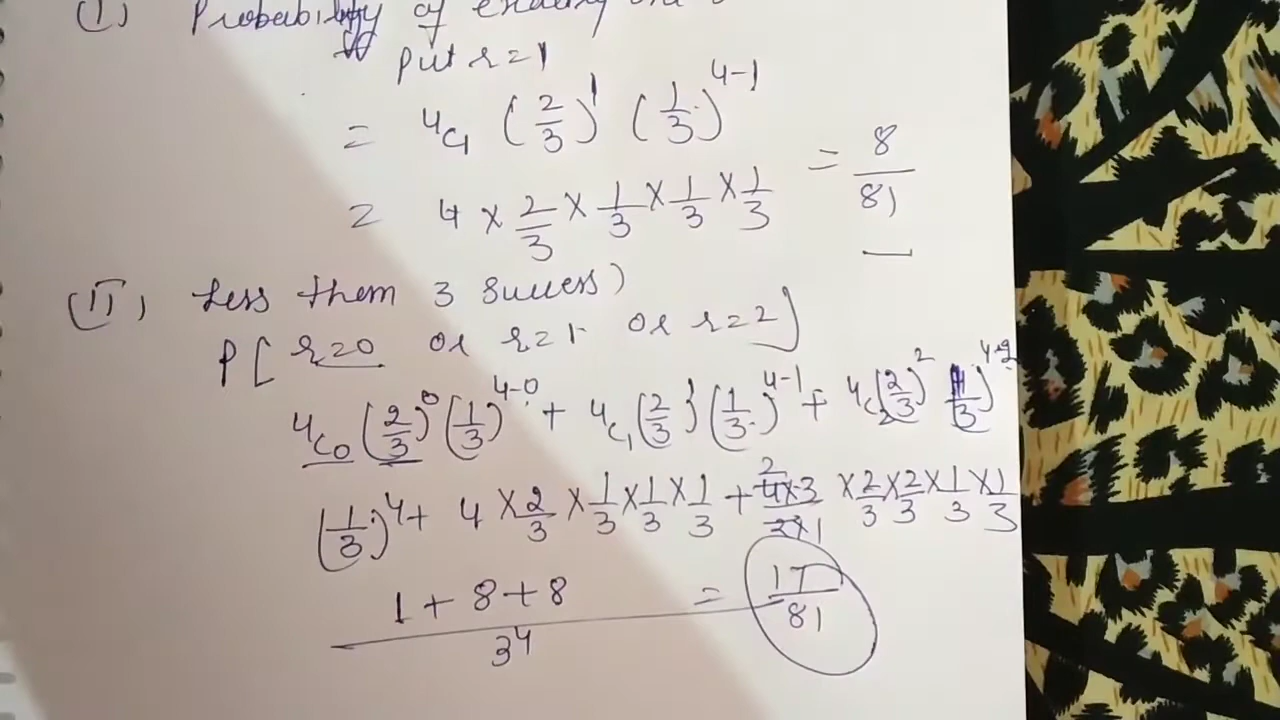 (I) Probability of
Put r=1
= 4C1 (2/3)^1 (1/3)^4-1
= 4 × 2/3 × 1/3 × 1/3 × 1/3 = 8/81
(II) Less them 3 success)
P[ r=0 or r=1 or r=2]
4C0 (2/3)^0 (1/3)^4-0 + 4C1 (2/3)^1 (1/3)^4-1 + 4C2 (2/3)^2 (1/3)^4-2
(1/3)^4 + 4 × 2/3 × 1/3 × 1/3 × 1/3 + 4×3/2×1 × 2/3 × 2/3 × 1/3 × 1/3
1 + 8 + 8 / 3^4 = 17/81